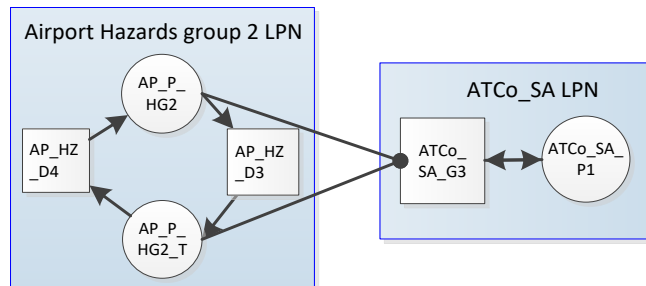 Airport Hazards group 2 LPN
AP_P_
HG2
AP_HZ
_D4
AP_HZ
_D3
AP_P_
HG2_T
ATCo_SA LPN
ATCo_
SA_G3
ATCo_SA_
P1